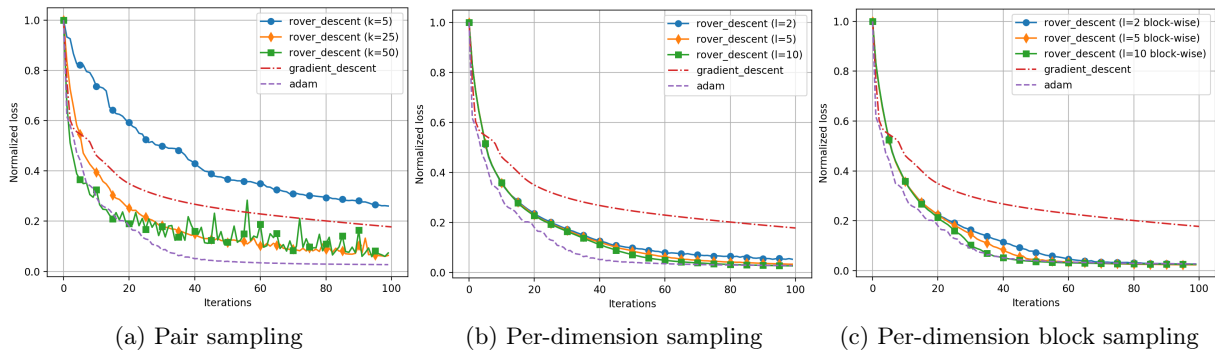 1.0
0.8
0.6
0.4
0.2
0.0
Normalized loss
0
20
40
60
80
100
Iterations
rover_descent (k=5)
rover_descent (k=25)
rover_descent (k=50)
gradient_descent
adam
(a) Pair sampling
1.0
0.8
0.6
0.4
0.2
0.0
Normalized loss
0
20
40
60
80
100
Iterations
rover_descent (l=2)
rover_descent (l=5)
rover_descent (l=10)
gradient_descent
adam
(b) Per-dimension sampling
1.0
0.8
0.6
0.4
0.2
0.0
Normalized loss
0
20
40
60
80
100
Iterations
rover_descent (l=2 block-wise)
rover_descent (l=5 block-wise)
rover_descent (l=10 block-wise)
gradient_descent
adam
(c) Per-dimension block sampling